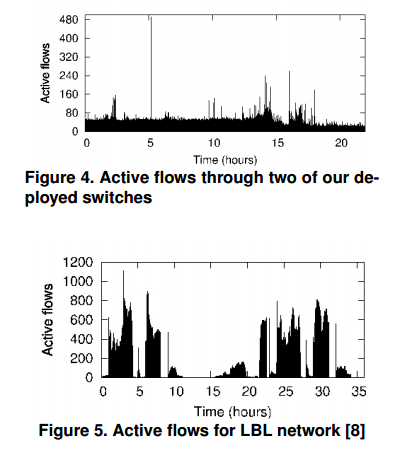 480
400
320
240
160
80
0
Active flows
0 5 10 15 20
Time (hours)
Figure 4. Active flows through two of our de-
ployed switches
1200
1000
800
600
400
200
0
Active flows
0 5 10 15 20 25 30 35
Time (hours)
Figure 5. Active flows for LBL network [8]